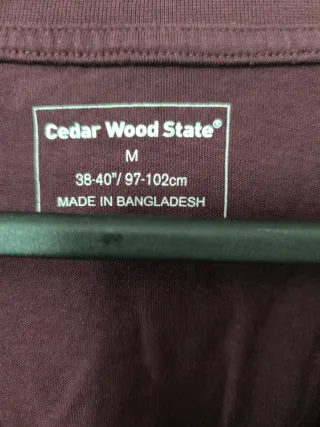 Cedar Wood State®
M
38-40"/ 97-102cm
MADE IN BANGLADESH